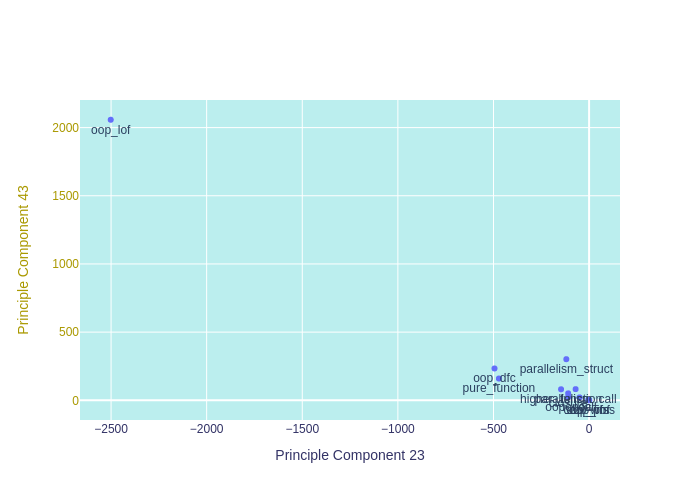 2000
oop_lof
1500
1000
500
parallelism_struct
oop_dfc
pure_function
0
−2500
−2000
−1500
−1000
−500
0
Principle Component 23
Principle Component 43